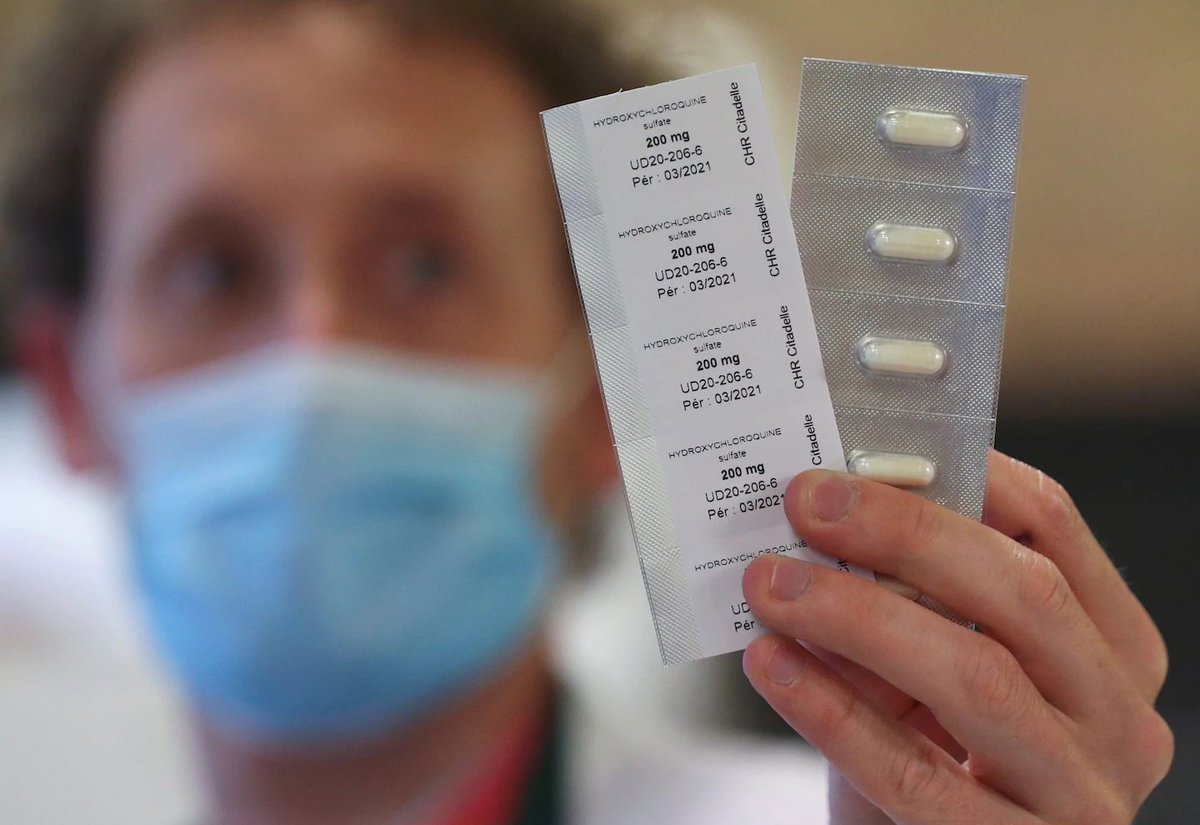 HYDROXYCHLOROQUINE
sulfate
200 mg
UD20-206-6
Pér : 03/2021
CHR Citadelle
HYDROXYCHLOROQUINE
sulfate
200 mg
UD20-206-6
Pér : 03/2021
CHR Citadelle
HYDROXYCHLOROQUINE
sulfate
200 mg
UD20-206-6
Pér : 03/2021
CHR Citadelle
HYDROXYCHLOROQUINE
sulfate
200 mg
UD20-206-6
Pér : 03/2021
Citadelle
HYDROXYCHLOROQUINE
UD
Pér :